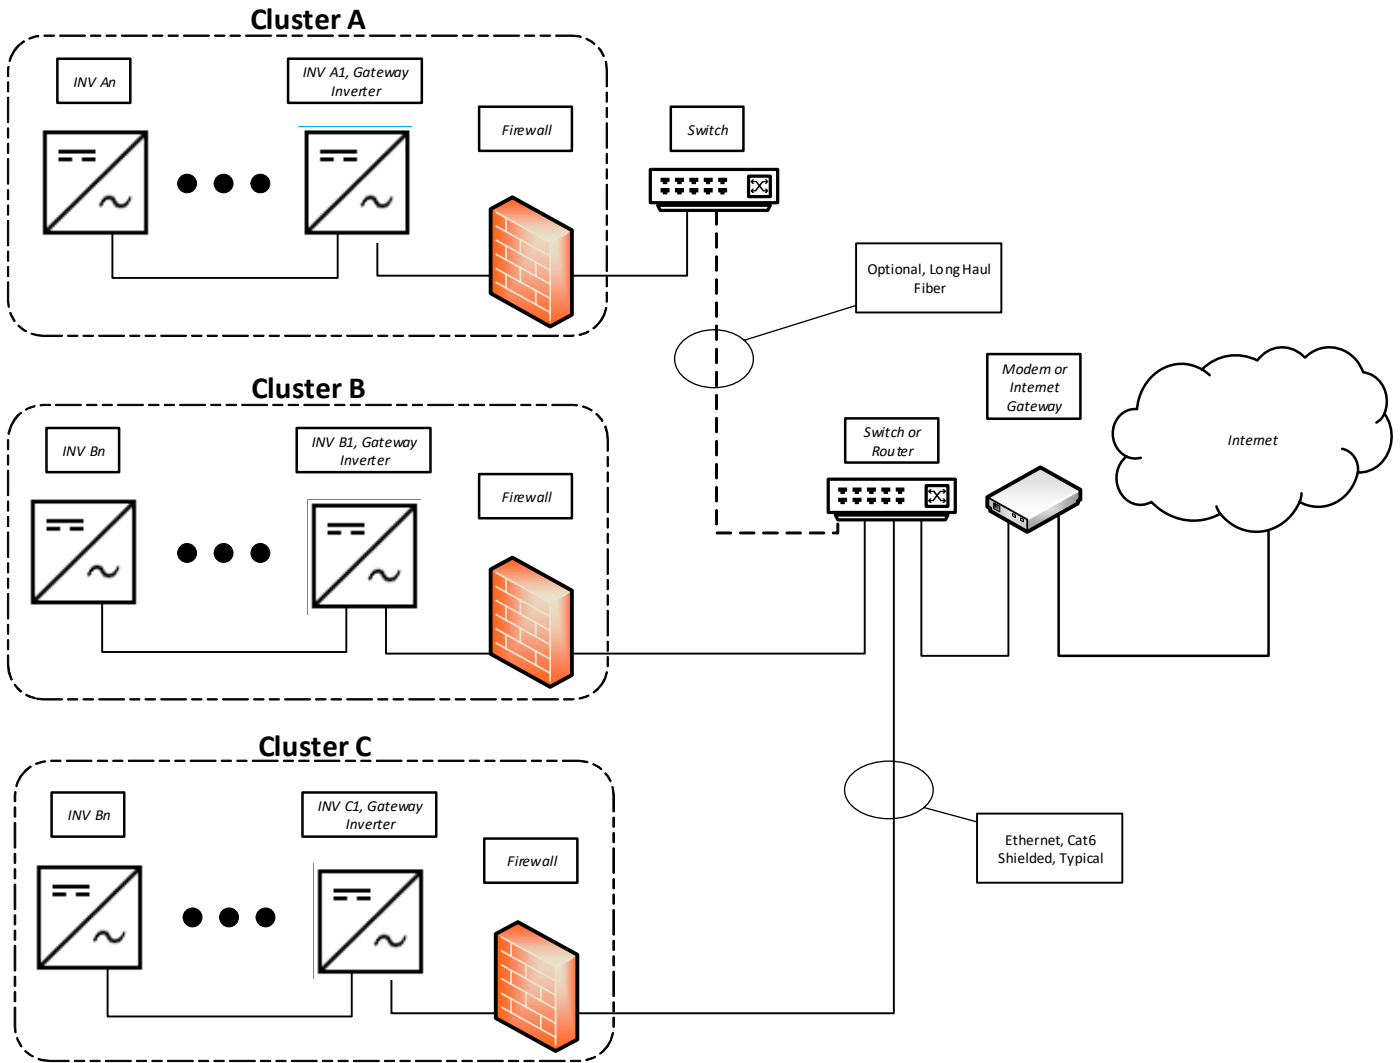 Cluster A
INV An
INV A1, Gateway
Inverter
Firewall
Switch
Optional, Long Haul
Fiber
Cluster B
INV Bn
INV B1, Gateway
Inverter
Firewall
Switch or
Router
Modem or
Internet
Gateway
Internet
Cluster C
INV Bn
INV C1, Gateway
Inverter
Firewall
Ethernet, Cat6
Shielded, Typical